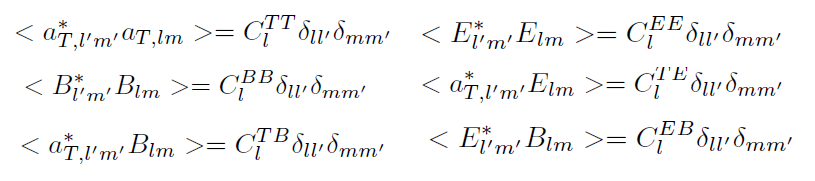 < a*_{T,l'm'} a_{T,lm} >= C_l^{TT} δ_{ll'} δ_{mm'} < E*_{l'm'} E_{lm} >= C_l^{EE} δ_{ll'} δ_{mm'}
< B*_{l'm'} B_{lm} >= C_l^{BB} δ_{ll'} δ_{mm'} < a*_{T,l'm'} E_{lm} >= C_l^{TE} δ_{ll'} δ_{mm'}
< a*_{T,l'm'} B_{lm} >= C_l^{TB} δ_{ll'} δ_{mm'} < E*_{l'm'} B_{lm} >= C_l^{EB} δ_{ll'} δ_{mm'}